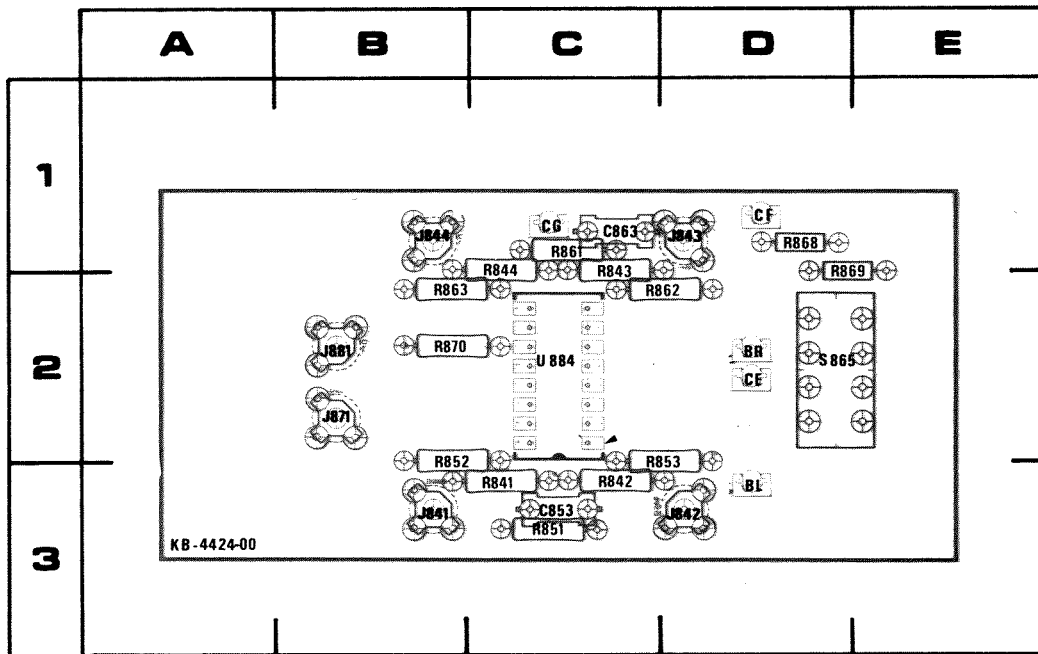 A B C D E
1
CF
CG C863
J844 J843
R861 R868
R844 R843 R869
R863 R862
J881 R870 U884 BR S865
2
CE
J871
R852 R853
R841 R842 BL
J841 C853 J842
R851
KB-4424-00
3